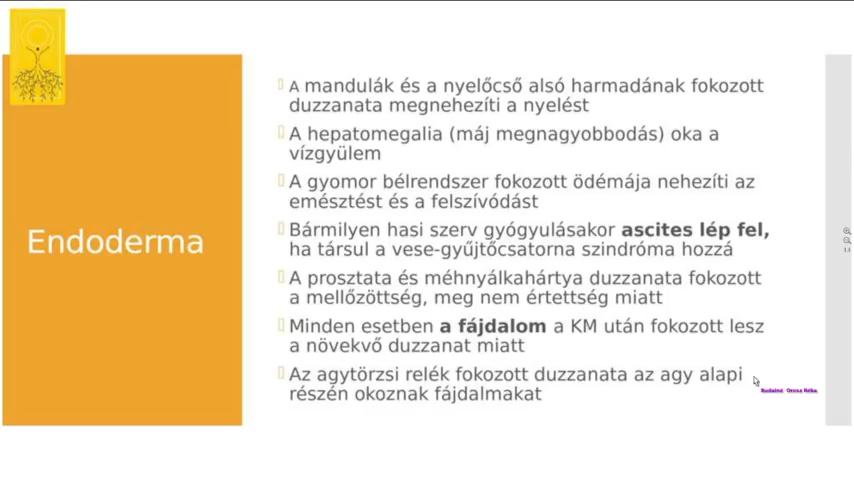 Endoderma
A mandulák és a nyelőcső alsó harmadának fokozott
duzzanata megnehezíti a nyelést
A hepatomegalia (máj megnagyobbodás) oka a
vízgyülem
A gyomor bélrendszer fokozott ödémája nehezíti az
emésztést és a felszívódást
Bármilyen hasi szerv gyógyulásakor ascites lép fel,
ha társul a vese-gyűjtőcsatorna szindróma hozzá
A prosztata és méhnyálkahártya duzzanata fokozott
a mellőzöttség, meg nem értettség miatt
Minden esetben a fájdalom a KM után fokozott lesz
a növekvő duzzanat miatt
Az agytörzsi relék fokozott duzzanata az agy alapi
részén okoznak fájdalmakat